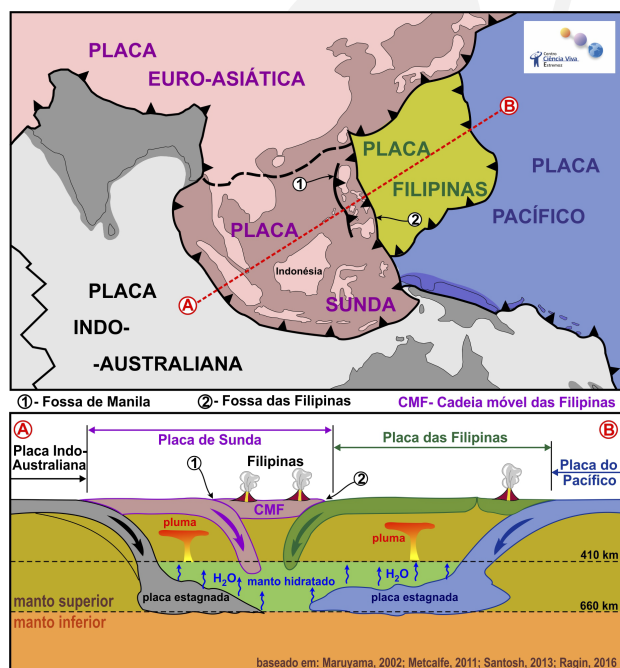 PLACA
EURO-ASIÁTICA
Centro
Ciência Viva
Estremoz
B
PLACA
FILIPINAS
PLACA
PACÍFICO
1
2
PLACA
Indonésia
A
SUNDA
PLACA
INDO-
-AUSTRALIANA
1 - Fossa de Manila 2 - Fossa das Filipinas CMF- Cadeia móvel das Filipinas
A B
Placa de Sunda Placa das Filipinas
Placa Indo-
Australiana
Filipinas
Placa do
Pacífico
1 2
CMF
pluma pluma
410 km
H2O manto hidratado H2O
placa estagnada placa estagnada
manto superior 660 km
manto inferior
baseado em: Maruyama, 2002; Metcalfe, 2011; Santosh, 2013; Ragin, 2016